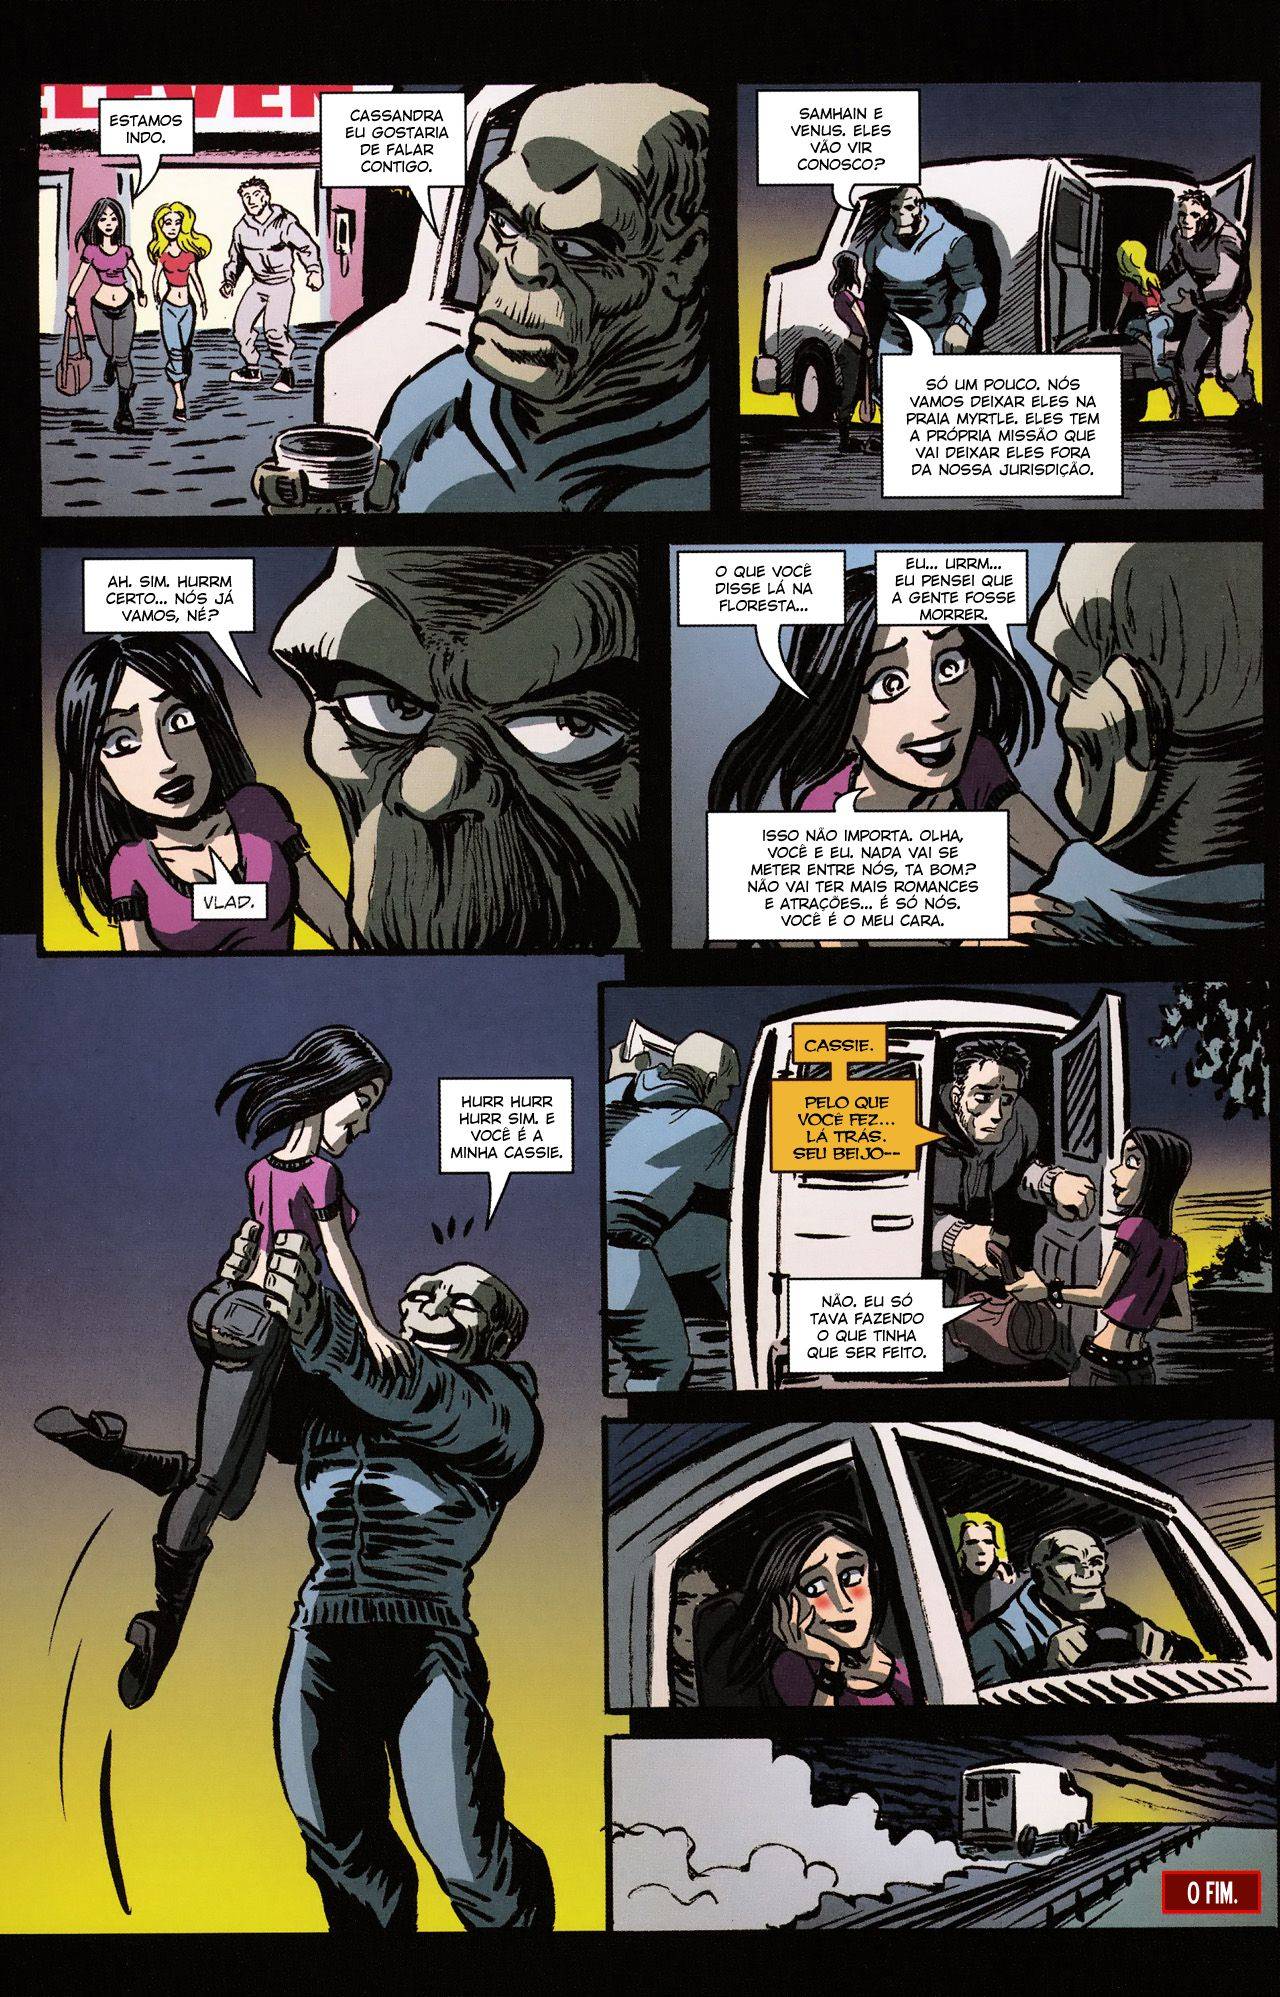 ELEVEN
ESTAMOS
INDO.
CASSANDRA
EU GOSTARIA
DE FALAR
CONTIGO.
SAMHAIN E
VENUS. ELES
VÃO VIR
CONOSCO?
SÓ UM POUCO. NÓS
VAMOS DEIXAR ELES NA
PRAIA MYRTLE. ELES TEM
A PRÓPRIA MISSÃO QUE
VAI DEIXAR ELES FORA
DA NOSSA JURISDIÇÃO.
AH. SIM. HURRM
CERTO... NÓS JÁ
VAMOS, NÉ?
VLAD.
O QUE VOCÊ
DISSE LÁ NA
FLORESTA...
EU... URRM...
EU PENSEI QUE
A GENTE FOSSE
MORRER.
ISSO NÃO IMPORTA. OLHA,
VOCÊ E EU. NADA VAI SE
METER ENTRE NÓS, TA BOM?
NÃO VAI TER MAIS ROMANCES
E ATRAÇÕES... É SÓ NÓS.
VOCÊ É O MEU CARA.
HURR HURR
HURR SIM. E
VOCÊ É A
MINHA CASSIE.
CASSIE.
PELO QUE
VOCÊ FEZ...
LÁ TRÁS.
SEU BEIJO--
NÃO. EU SÓ
TAVA FAZENDO
O QUE TINHA
QUE SER FEITO.
O FIM.